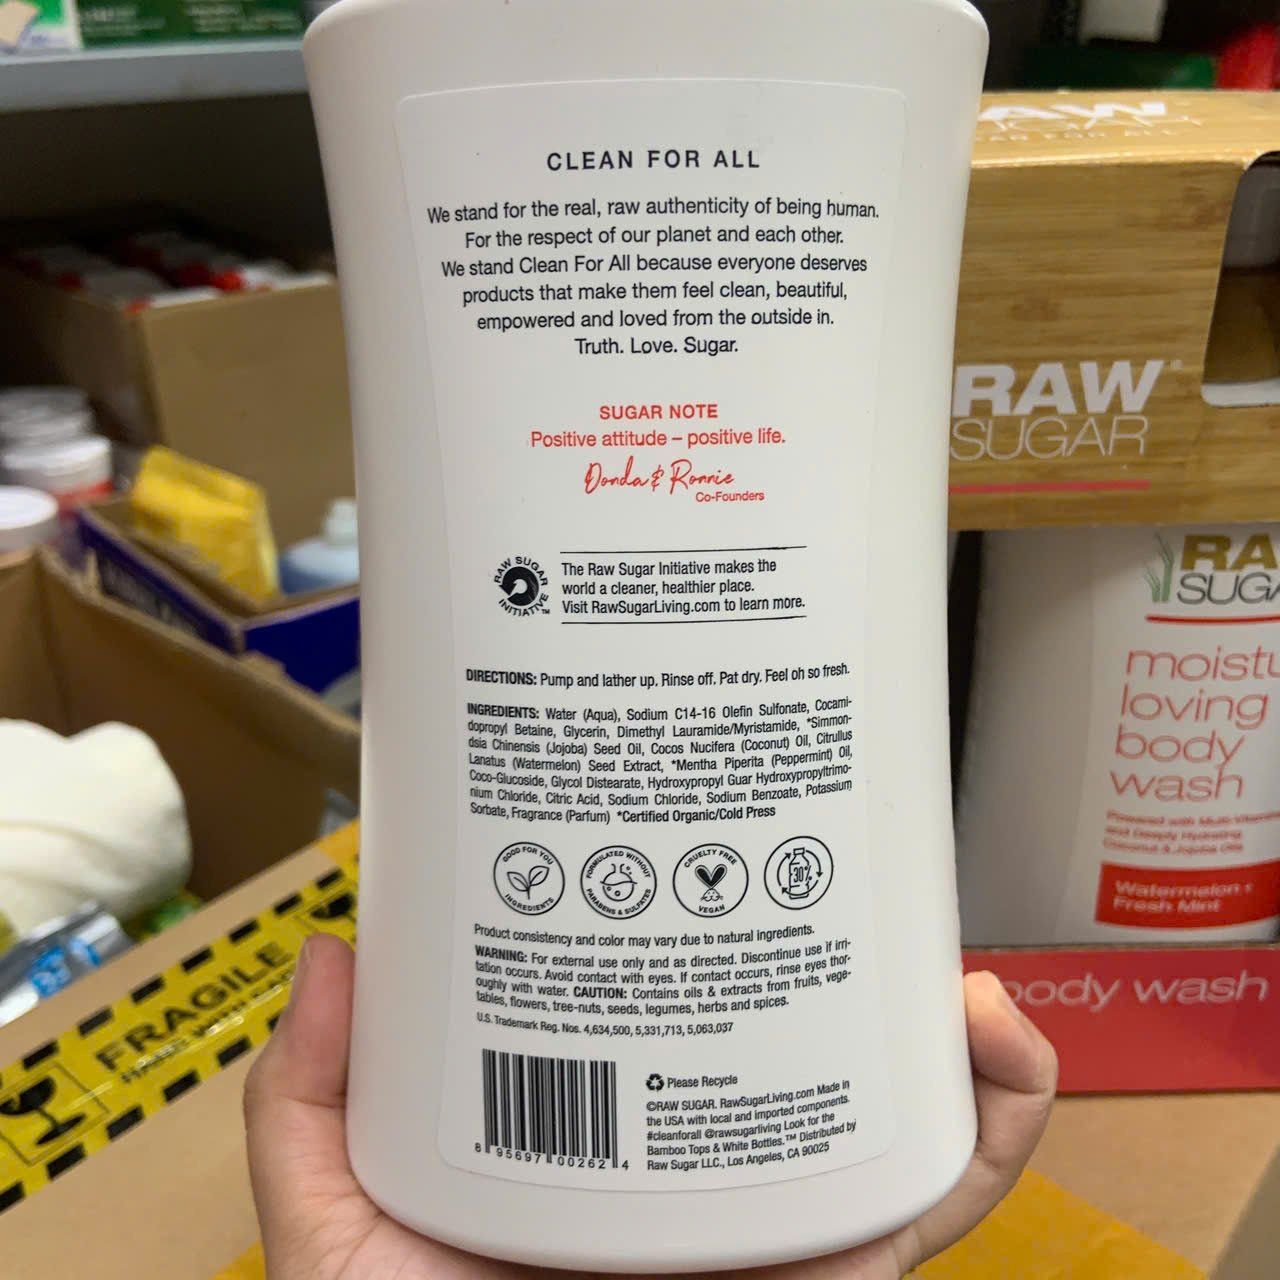 CLEAN FOR ALL
We stand for the real, raw authenticity of being human.
For the respect of our planet and each other.
We stand Clean For All because everyone deserves
products that make them feel clean, beautiful,
empowered and loved from the outside in.
Truth. Love. Sugar.
SUGAR NOTE
Positive attitude – positive life.
Donda & Ronnie
Co-Founders
RAW SUGAR INITIATIVE™
The Raw Sugar Initiative makes the
world a cleaner, healthier place.
Visit RawSugarLiving.com to learn more.
DIRECTIONS: Pump and lather up. Rinse off. Pat dry. Feel oh so fresh.
INGREDIENTS: Water (Aqua), Sodium C14-16 Olefin Sulfonate, Cocami-
dopropyl Betaine, Glycerin, Dimethyl Lauramide/Myristamide, *Simmon-
dsia Chinensis (Jojoba) Seed Oil, Cocos Nucifera (Coconut) Oil, Citrullus
Lanatus (Watermelon) Seed Extract, *Mentha Piperita (Peppermint) Oil,
Coco-Glucoside, Glycol Distearate, Hydroxypropyl Guar Hydroxypropyltrimo-
nium Chloride, Citric Acid, Sodium Chloride, Sodium Benzoate, Potassium
Sorbate, Fragrance (Parfum) *Certified Organic/Cold Press
GOOD FOR YOU INGREDIENTS
FORMULATED WITHOUT PARABENS & SULFATES
CRUELTY FREE VEGAN
30%
Product consistency and color may vary due to natural ingredients.
WARNING: For external use only and as directed. Discontinue use if irri-
tation occurs. Avoid contact with eyes. If contact occurs, rinse eyes thor-
oughly with water. CAUTION: Contains oils & extracts from fruits, vege-
tables, flowers, tree-nuts, seeds, legumes, herbs and spices.
U.S. Trademark Reg. Nos. 4,634,500, 5,331,713, 5,063,037
8 95697 00262 4
Please Recycle
©RAW SUGAR. RawSugarLiving.com Made in
the USA with local and imported components.
#cleanforall @rawsugarliving Look for the
Bamboo Tops & White Bottles.™ Distributed by
Raw Sugar LLC., Los Angeles, CA 90025
RAW
SUGAR
RA
SUGA
moistu
loving
body
wash
Powered with Multi-Vitamin
and Deeply Hydrating
Coconut & Jojoba Oils
Watermelon +
Fresh Mint
body wash
FRAGILE